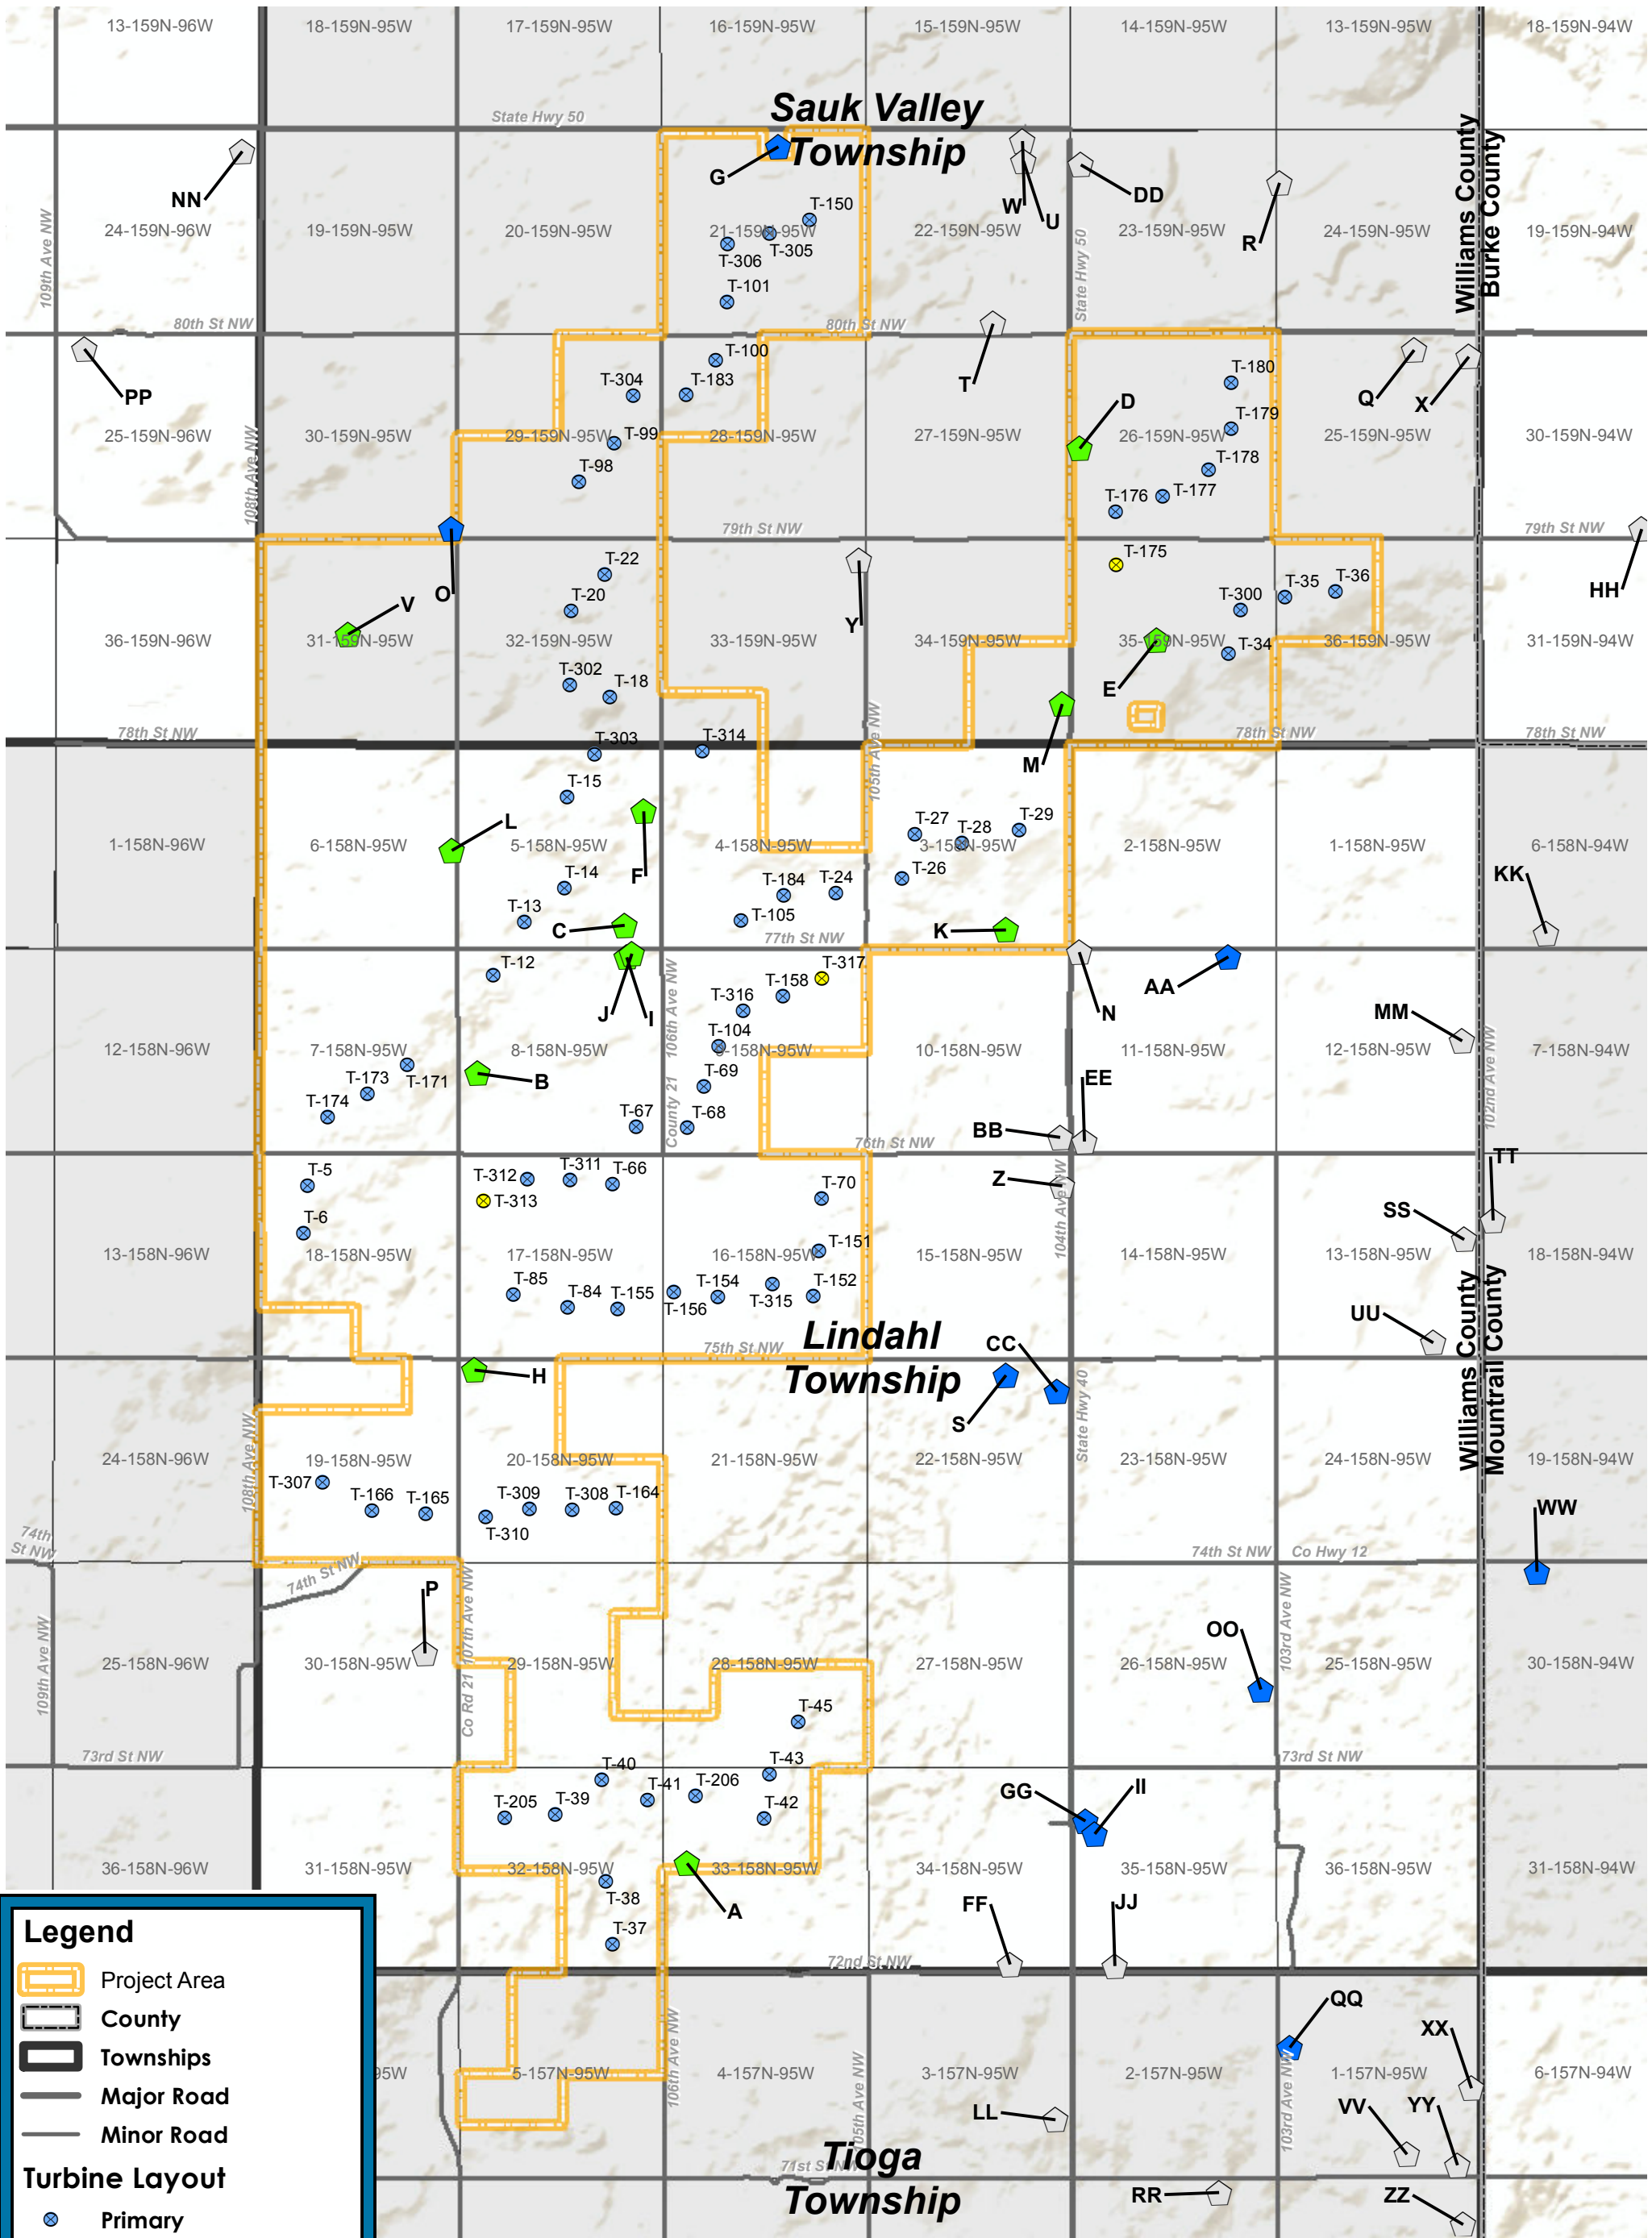 13-159N-96W
18-159N-95W
17-159N-95W
16-159N-95W
15-159N-95W
14-159N-95W
13-159N-95W
18-159N-94W
Sauk Valley
Township
State Hwy 50
Williams County
Burke County
NN
G
W
U
DD
R
T-150
24-159N-96W
19-159N-95W
20-159N-95W
21-159N-95W
22-159N-95W
23-159N-95W
24-159N-95W
19-159N-94W
109th Ave NW
State Hwy 50
T-305
T-306
T-101
80th St NW
80th St NW
T-100
T-304
T-183
T
T-180
Q
X
PP
D
T-179
25-159N-96W
30-159N-95W
29-159N-95W
T-99
28-159N-95W
27-159N-95W
26-159N-95W
25-159N-95W
30-159N-94W
108th Ave NW
T-98
T-178
T-177
T-176
79th St NW
79th St NW
T-22
T-175
T-20
O
V
Y
T-300
T-35
T-36
HH
36-159N-96W
31-159N-95W
32-159N-95W
33-159N-95W
34-159N-95W
35-159N-95W
T-34
36-159N-95W
31-159N-94W
T-302
T-18
E
78th St NW
T-303
T-314
105th Ave NW
M
78th St NW
78th St NW
T-15
L
T-27
T-28
T-29
1-158N-96W
6-158N-95W
5-158N-95W
4-158N-95W
3-158N-95W
2-158N-95W
1-158N-95W
6-158N-94W
F
T-14
T-184
T-24
T-26
KK
T-13
C
T-105
77th St NW
K
T-12
J
I
106th Ave NW
T-317
T-158
T-316
AA
N
MM
T-104
12-158N-96W
7-158N-95W
8-158N-95W
10-158N-95W
11-158N-95W
12-158N-95W
7-158N-94W
102nd Ave NW
T-171
T-173
T-174
B
T-69
EE
T-67
County 21
T-68
BB
76th St NW
T-5
T-312
T-311
T-66
T-70
Z
TT
T-313
T-6
SS
104th Ave NW
13-158N-96W
18-158N-95W
17-158N-95W
16-158N-95W
T-151
15-158N-95W
14-158N-95W
13-158N-95W
18-158N-94W
T-85
T-84
T-155
T-156
T-154
T-315
T-152
UU
Williams County
Mountrail County
Lindahl
Township
75th St NW
CC
H
S
State Hwy 40
108th Ave NW
24-158N-96W
19-158N-95W
20-158N-95W
21-158N-95W
22-158N-95W
23-158N-95W
24-158N-95W
19-158N-94W
T-307
T-166
T-165
T-309
T-308
T-164
T-310
WW
74th
St NW
74th St NW
74th St NW
Co Hwy 12
P
109th Ave NW
Co Rd 21
107th Ave NW
OO
103rd Ave NW
25-158N-96W
30-158N-95W
29-158N-95W
28-158N-95W
27-158N-95W
26-158N-95W
25-158N-95W
30-158N-94W
T-45
73rd St NW
73rd St NW
T-40
T-43
T-205
T-39
T-41
T-206
T-42
GG
II
36-158N-96W
31-158N-95W
32-158N-95W
33-158N-95W
34-158N-95W
35-158N-95W
36-158N-95W
31-158N-94W
T-38
A
FF
JJ
T-37
72nd St NW
QQ
XX
106th Ave NW
105th Ave NW
103rd Ave NW
95W
5-157N-95W
4-157N-95W
3-157N-95W
2-157N-95W
1-157N-95W
6-157N-94W
LL
VV
YY
Tioga
Township
RR
ZZ
Legend
Project Area
County
Townships
Major Road
Minor Road
Turbine Layout
Primary